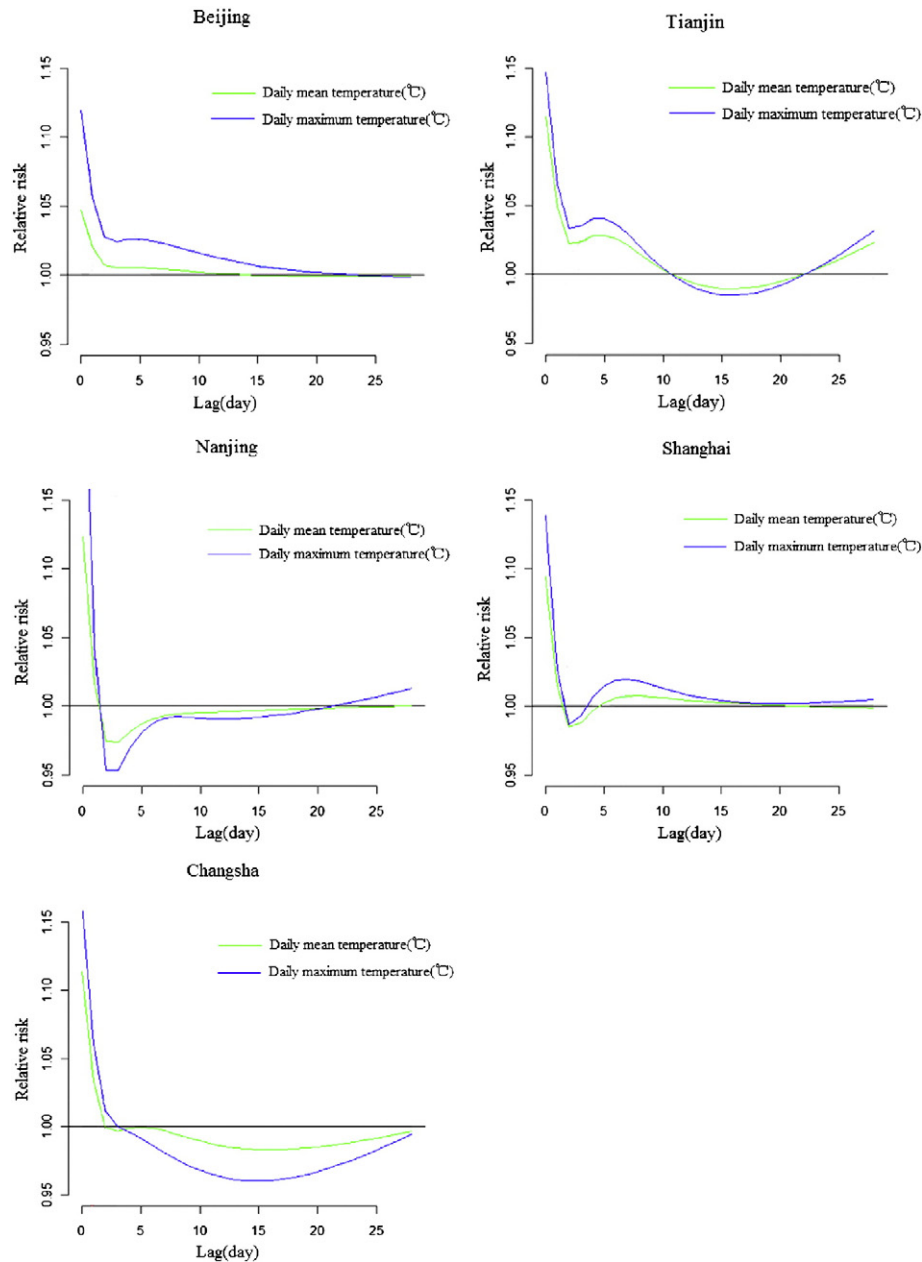 Beijing
Daily mean temperature(℃)
Daily maximum temperature(℃)
Relative risk
1.15
1.10
1.05
1.00
0.95
0 5 10 15 20 25
Lag(day)
Tianjin
Daily mean temperature(℃)
Daily maximum temperature(℃)
Relative risk
1.15
1.10
1.05
1.00
0.95
0 5 10 15 20 25
Lag(day)
Nanjing
Daily mean temperature(℃)
Daily maximum temperature(℃)
Relative risk
1.15
1.10
1.05
1.00
0.95
0 5 10 15 20 25
Lag(day)
Shanghai
Daily mean temperature(℃)
Daily maximum temperature(℃)
Relative risk
1.15
1.10
1.05
1.00
0.95
0 5 10 15 20 25
Lag(day)
Changsha
Daily mean temperature(℃)
Daily maximum temperature(℃)
Relative risk
1.15
1.10
1.05
1.00
0.95
0 5 10 15 20 25
Lag(day)